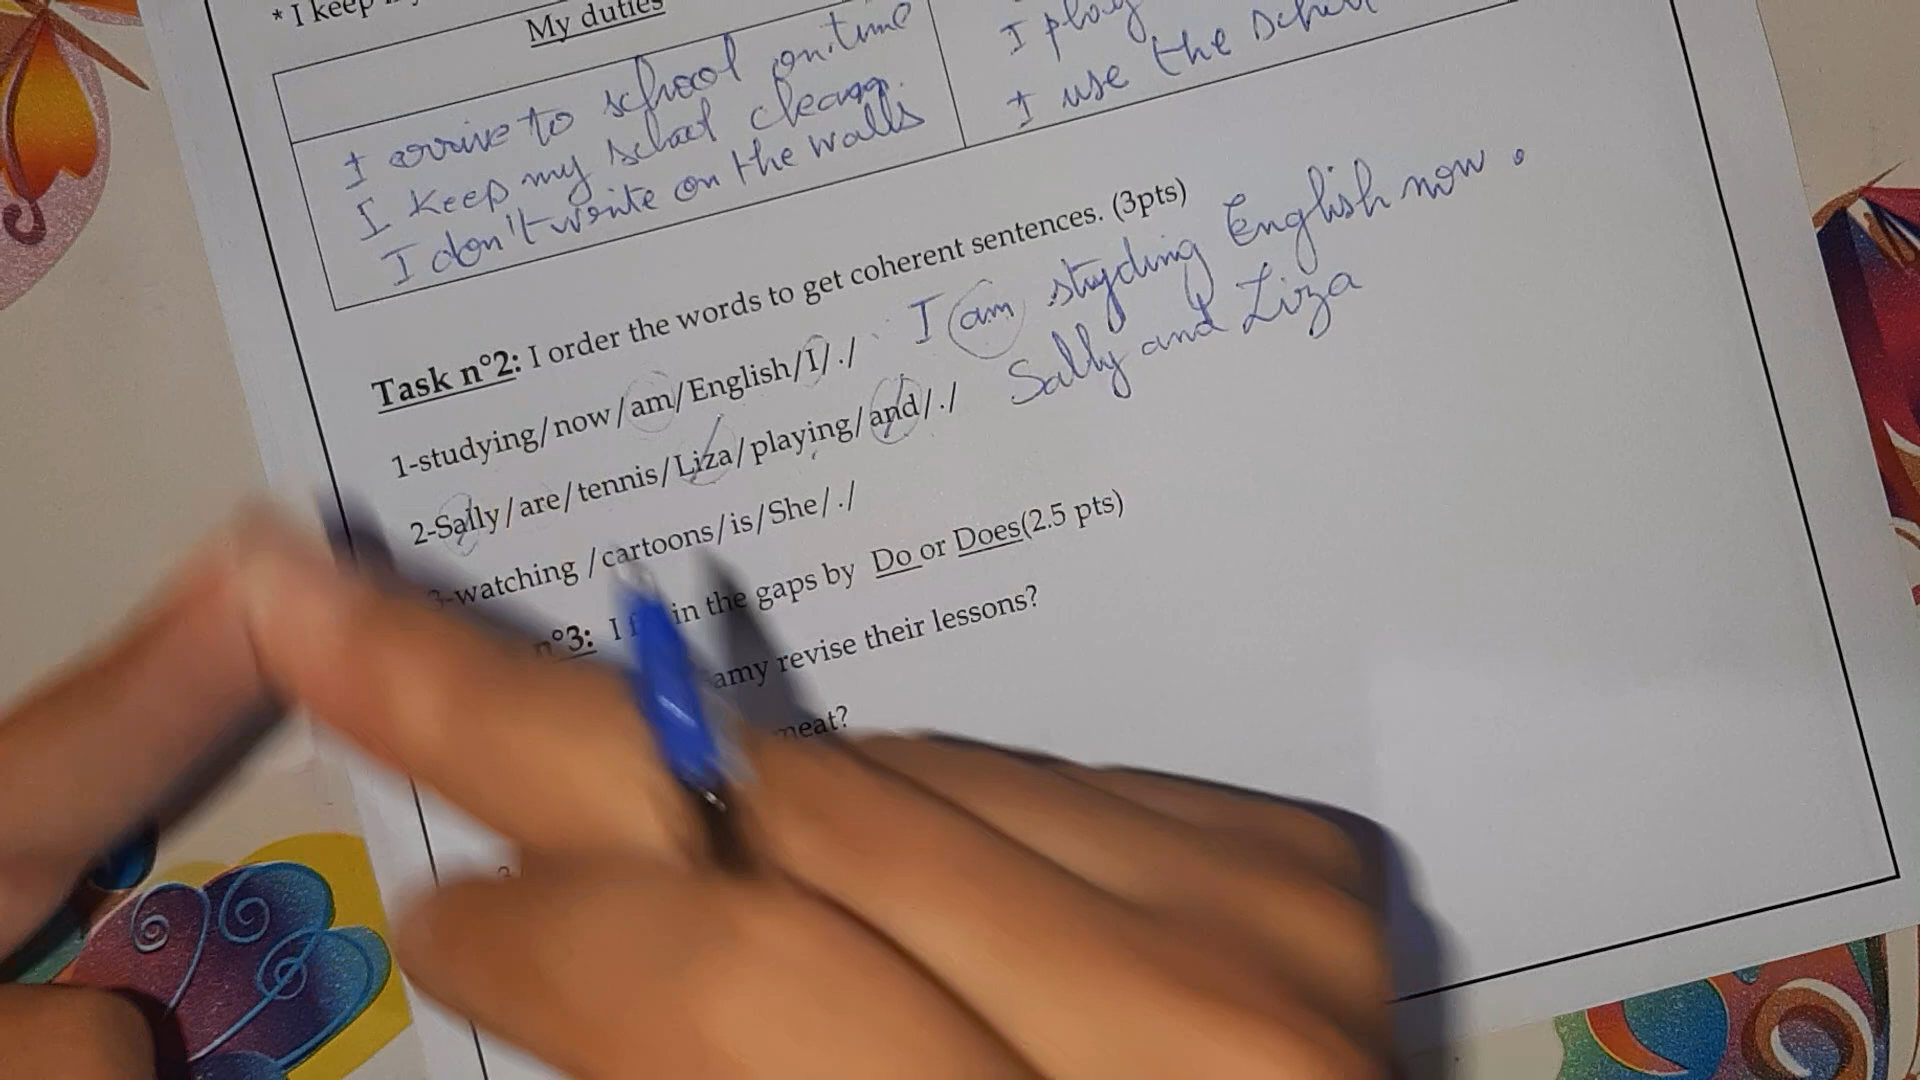 * I keep
My duties
I arrive to school on time
I keep my school clean.
I don't write on the walls
I play
I use the
Task n°2: I order the words to get coherent sentences. (3pts)
1-studying/now/am/English/I/./ I am styding English now.
2-Sally/are/tennis/Liza/playing/and/./ Sally and Liza
3-watching /cartoons/is/She/./
n°3: I in the gaps by Do or Does(2.5 pts)
amy revise their lessons?
meat?